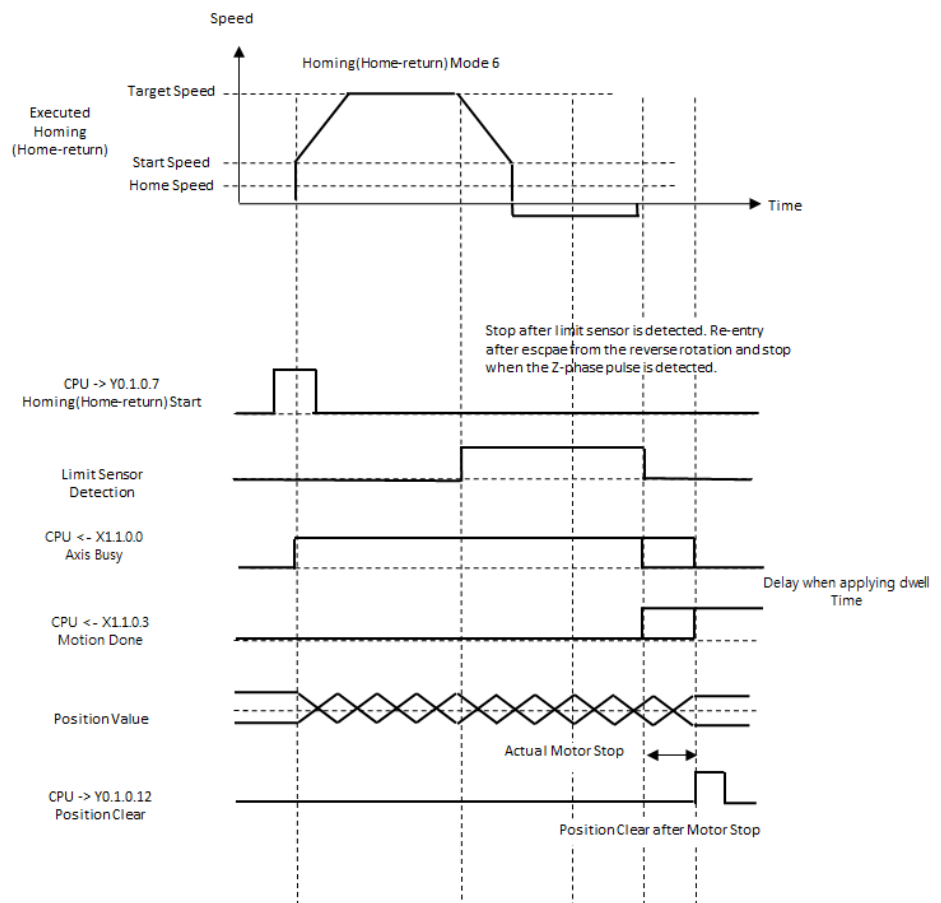 Speed
Homing(Home-return) Mode 6
Target Speed
Executed
Homing
(Home-return)
Start Speed
Home Speed
Time
Stop after limit sensor is detected. Re-entry
after escpae from the reverse rotation and stop
when the Z-phase pulse is detected.
CPU -> Y0.1.0.7
Homing(Home-return) Start
Limit Sensor
Detection
CPU <- X1.1.0.0
Axis Busy
Delay when applying dwell
Time
CPU <- X1.1.0.3
Motion Done
Position Value
Actual Motor Stop
CPU -> Y0.1.0.12
Position Clear
Position Clear after Motor Stop